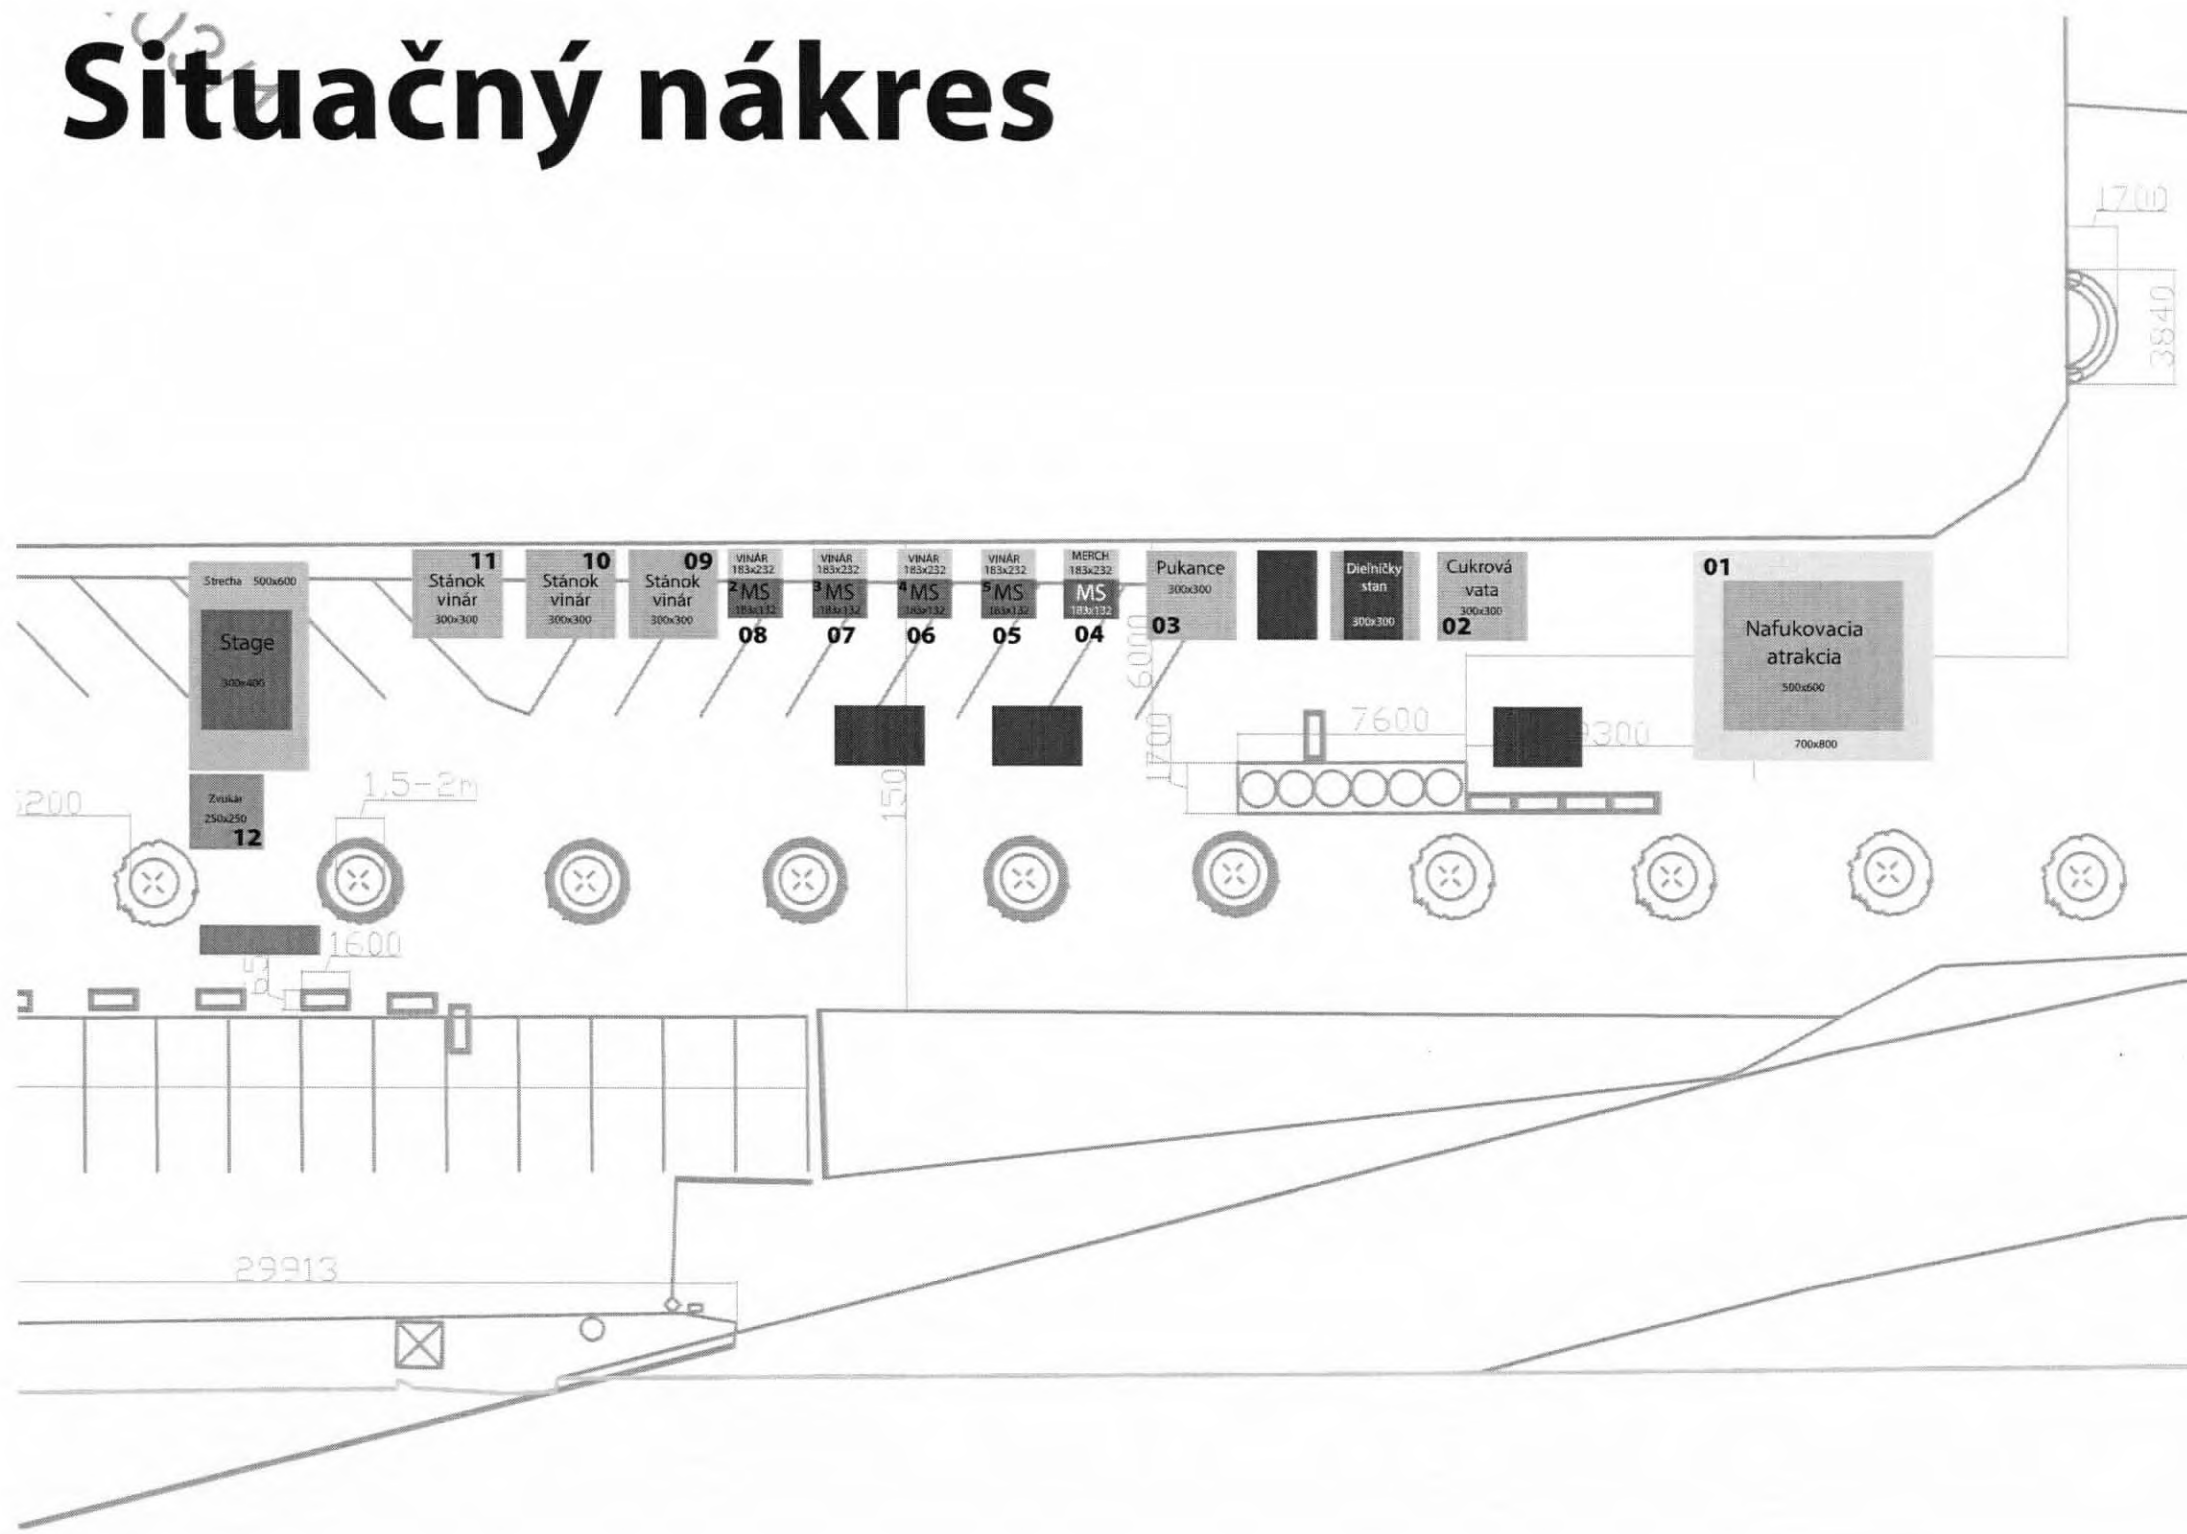 Situačný nákres
1700
3840
Strecha 500x600
Stage
300x400
11
Stánok
vinár
300x300
10
Stánok
vinár
300x300
09
Stánok
vinár
300x300
VINÁR
183x232
2 MS
183x132
08
VINÁR
183x232
3 MS
183x132
07
VINÁR
183x232
4 MS
183x132
06
VINÁR
183x232
5 MS
183x132
05
MERCH
183x232
MS
183x132
04
Pukance
300x300
03
Dielničky
stan
300x300
Cukrová
vata
300x300
02
01
Nafukovacia
atrakcia
500x600
700x800
6000
7600
1700
9300
150
Zvukár
250x250
12
5200
1,5-2m
1600
29913